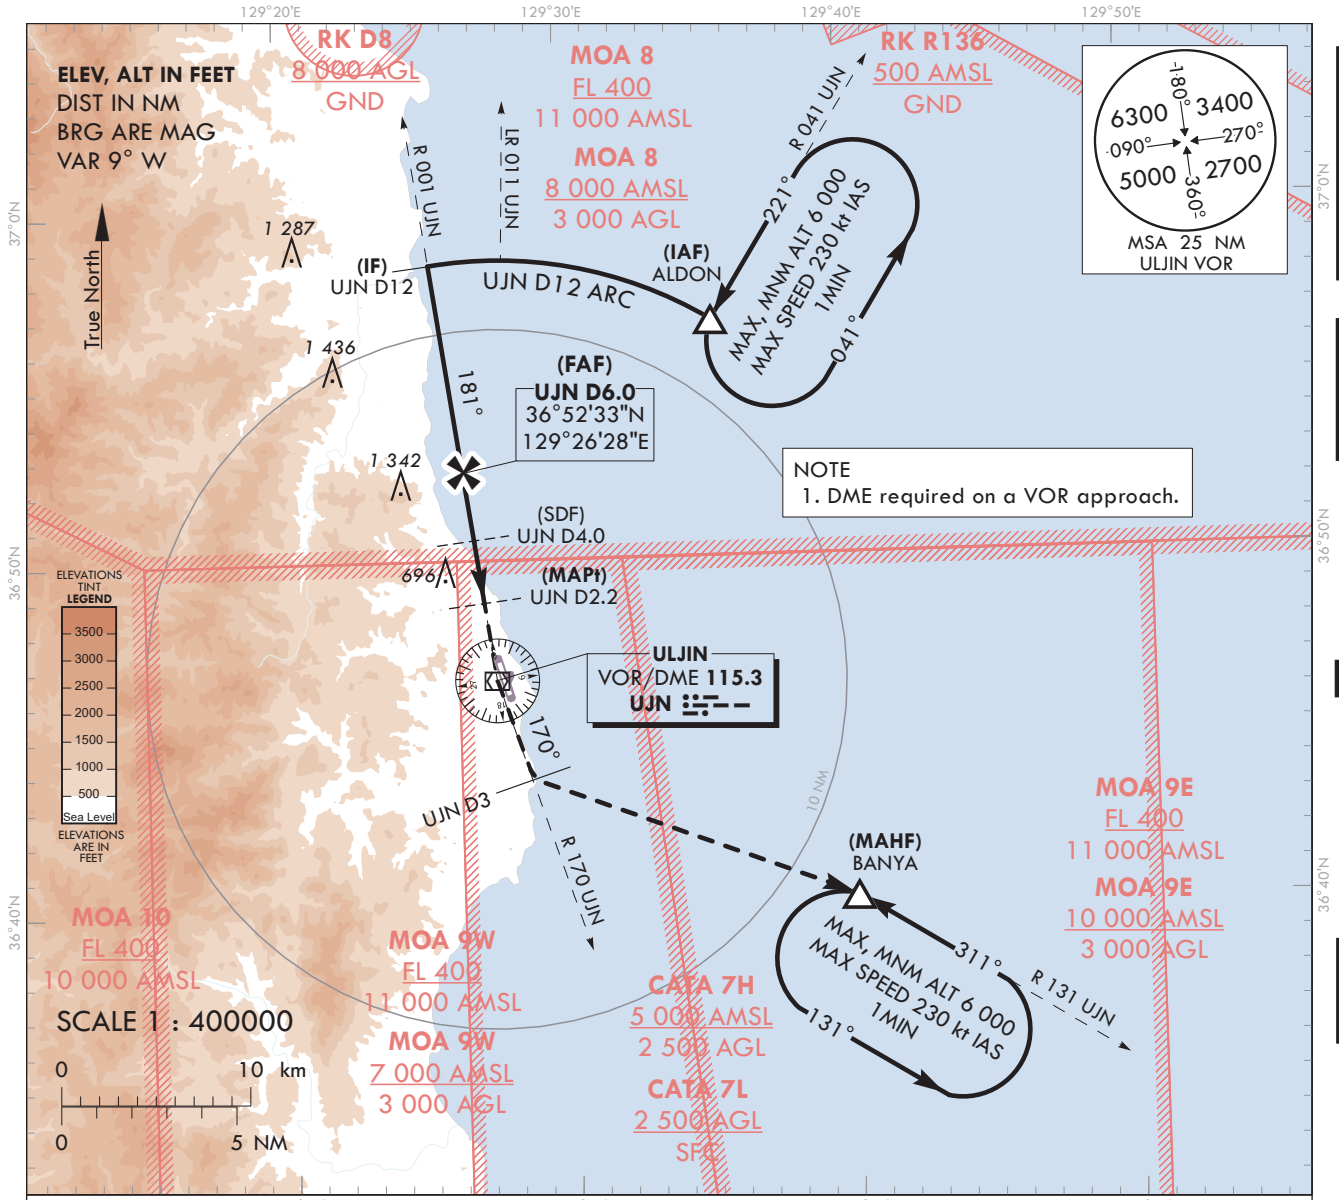 129°20'E
129°30'E
129°40'E
129°50'E
ELEV, ALT IN FEET
DIST IN NM
BRG ARE MAG
VAR 9° W
True North
RK D8
8 000 AGL
GND
MOA 8
FL 400
11 000 AMSL
MOA 8
8 000 AMSL
3 000 AGL
RK R136
500 AMSL
GND
R 001 UJN
LR 011 UJN
R 041 UJN
6300
3400
5000
2700
180°
270°
090°
360°
MSA 25 NM
ULJIN VOR
37°0'N
37°0'N
1 287
1 436
1 342
696
(IF)
UJN D12
UJN D12 ARC
(IAF)
ALDON
221°
041°
MAX, MNM ALT 6 000
MAX SPEED 230 kt IAS
1MIN
181°
(FAF)
UJN D6.0
36°52'33"N
129°26'28"E
NOTE
1. DME required on a VOR approach.
(SDF)
UJN D4.0
(MAPt)
UJN D2.2
36°50'N
36°50'N
ELEVATIONS
TINT
LEGEND
3500
3000
2500
2000
1500
1000
500
Sea Level
ELEVATIONS
ARE IN
FEET
ULJIN
VOR/DME 115.3
UJN
18
170°
UJN D3
R 170 UJN
10 NM
(MAHF)
BANYA
311°
131°
MAX, MNM ALT 6 000
MAX SPEED 230 kt IAS
1MIN
R 131 UJN
MOA 9E
FL 400
11 000 AMSL
MOA 9E
10 000 AMSL
3 000 AGL
36°40'N
36°40'N
MOA 10
FL 400
10 000 AMSL
MOA 9W
FL 400
11 000 AMSL
MOA 9W
7 000 AMSL
3 000 AGL
CATA 7H
5 000 AMSL
2 500 AGL
CATA 7L
2 500 AGL
SFC
SCALE 1 : 400000
0 10 km
0 5 NM